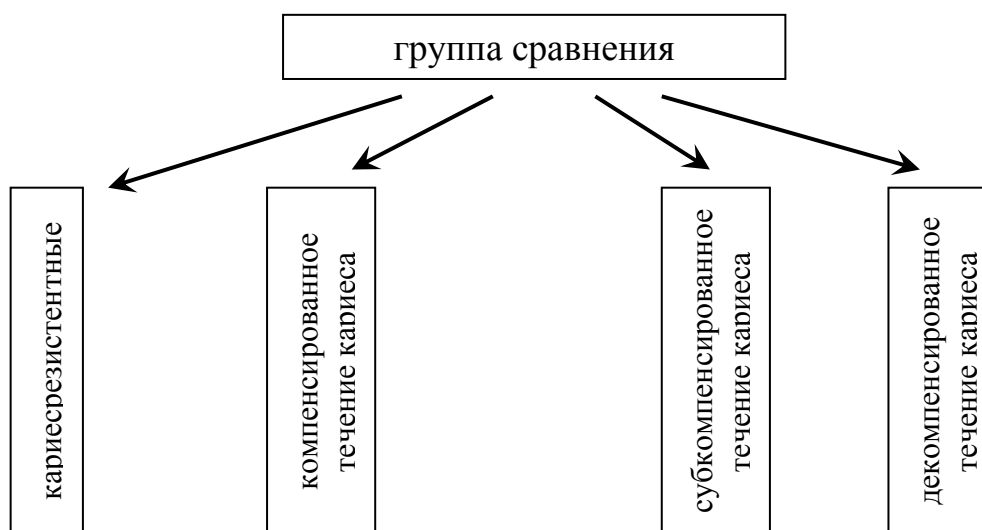 группа сравнения
кариесрезистентные
компенсированное
течение кариеса
субкомпенсированное
течение кариеса
декомпенсированное
течение кариеса